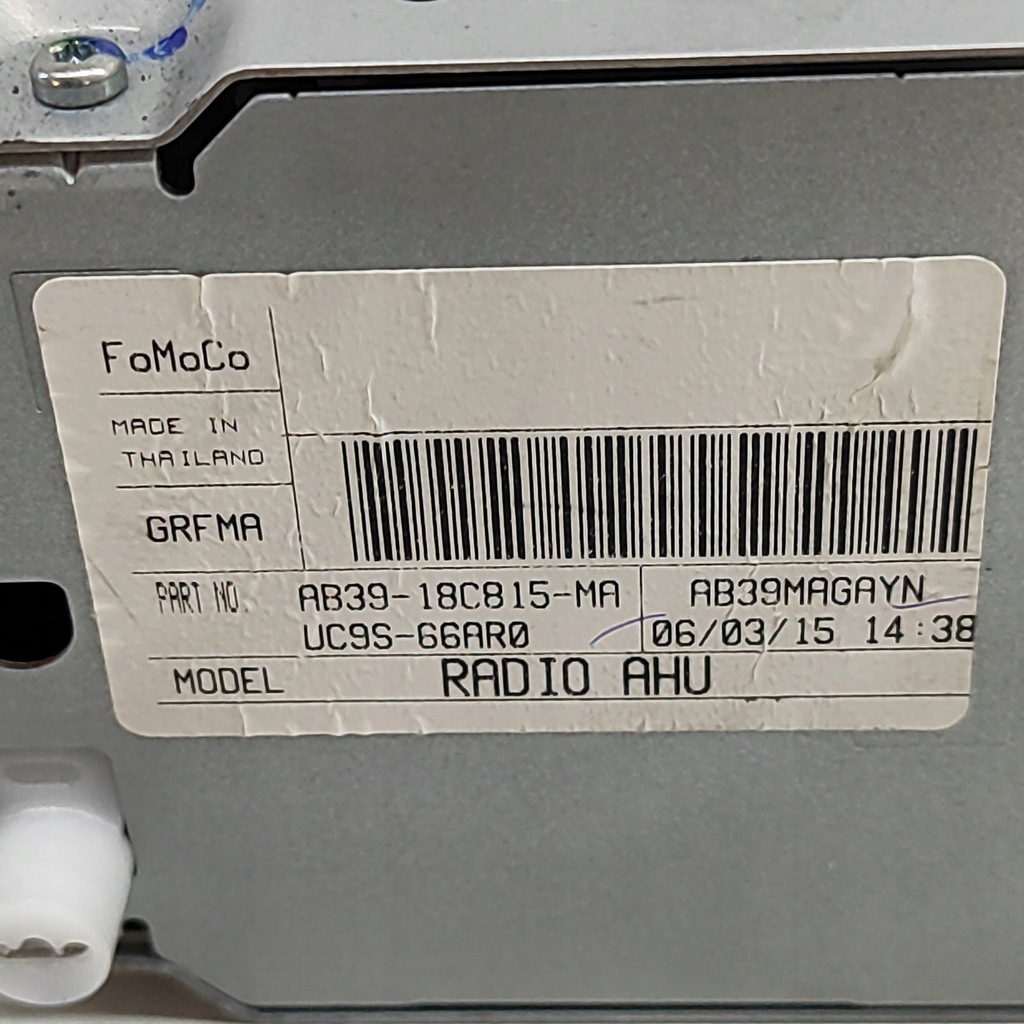 FoMoCo
MADE IN
THAILAND
GRFMA
PART NO. AB39-18C815-MA AB39MAGAYN
UC9S-66AR0 06/03/15 14:38
MODEL RADIO AHU